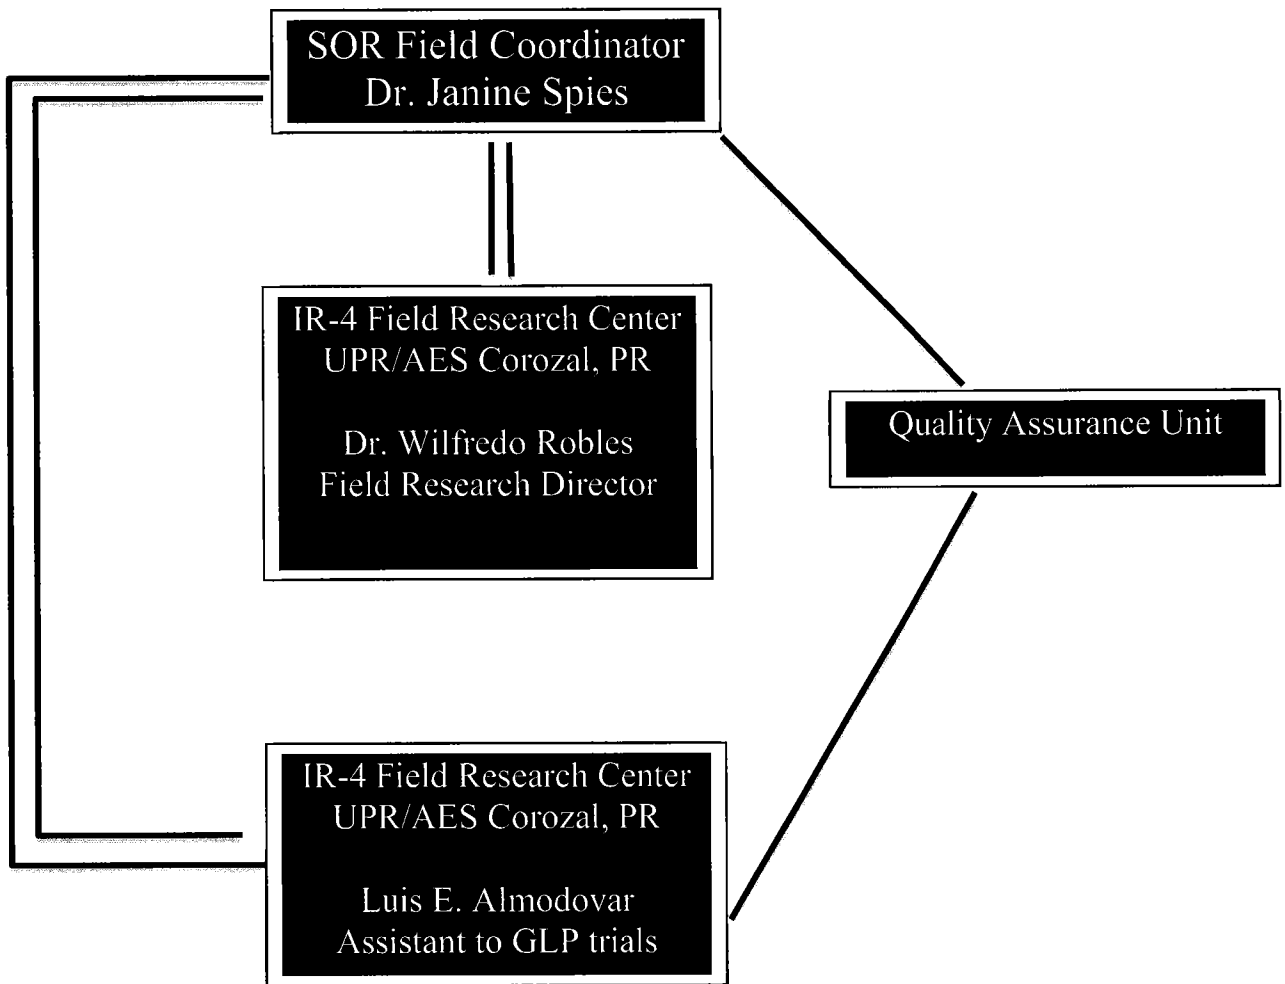 SOR Field Coordinator
Dr. Janine Spies
IR-4 Field Research Center
UPR/AES Corozal, PR
Dr. Wilfredo Robles
Field Research Director
Quality Assurance Unit
IR-4 Field Research Center
UPR/AES Corozal, PR
Luis E. Almodovar
Assistant to GLP trials